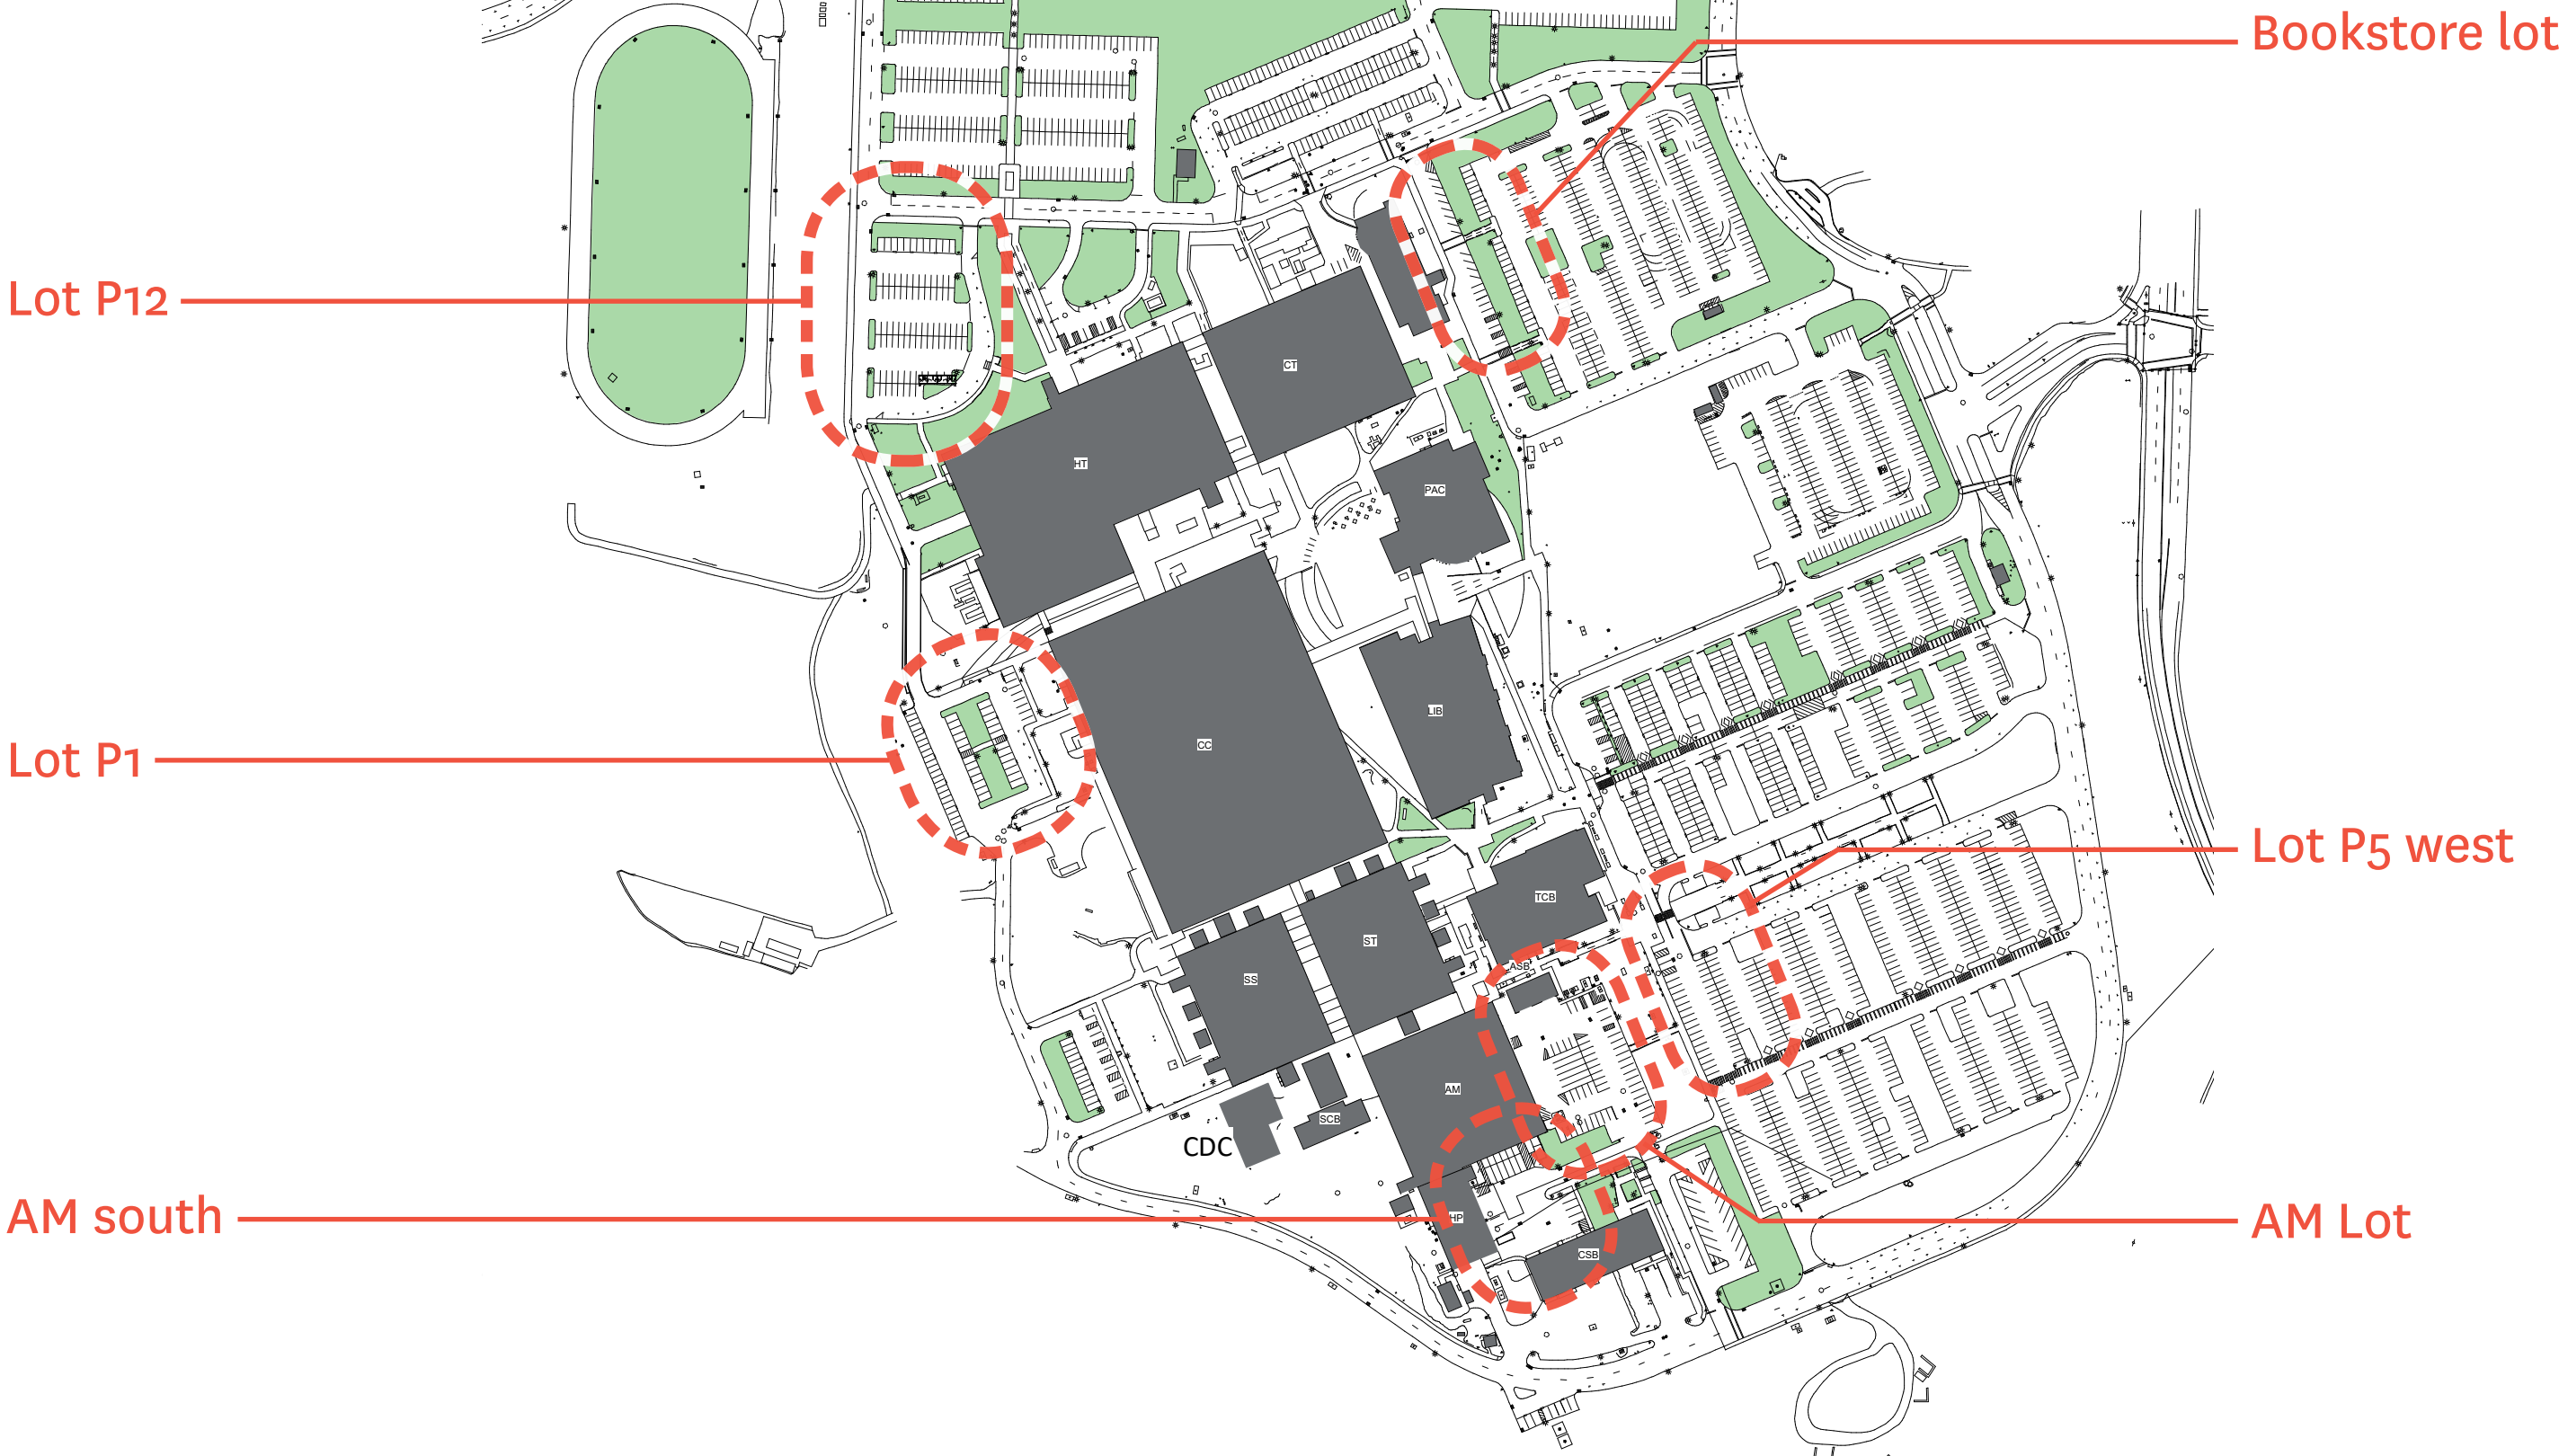 Bookstore lot
Lot P12
CT
HT
PAC
LIB
CC
Lot P1
Lot P5 west
TCB
ST
ASB
SS
AM
SCB
CDC
AM south
HP
AM Lot
CSB